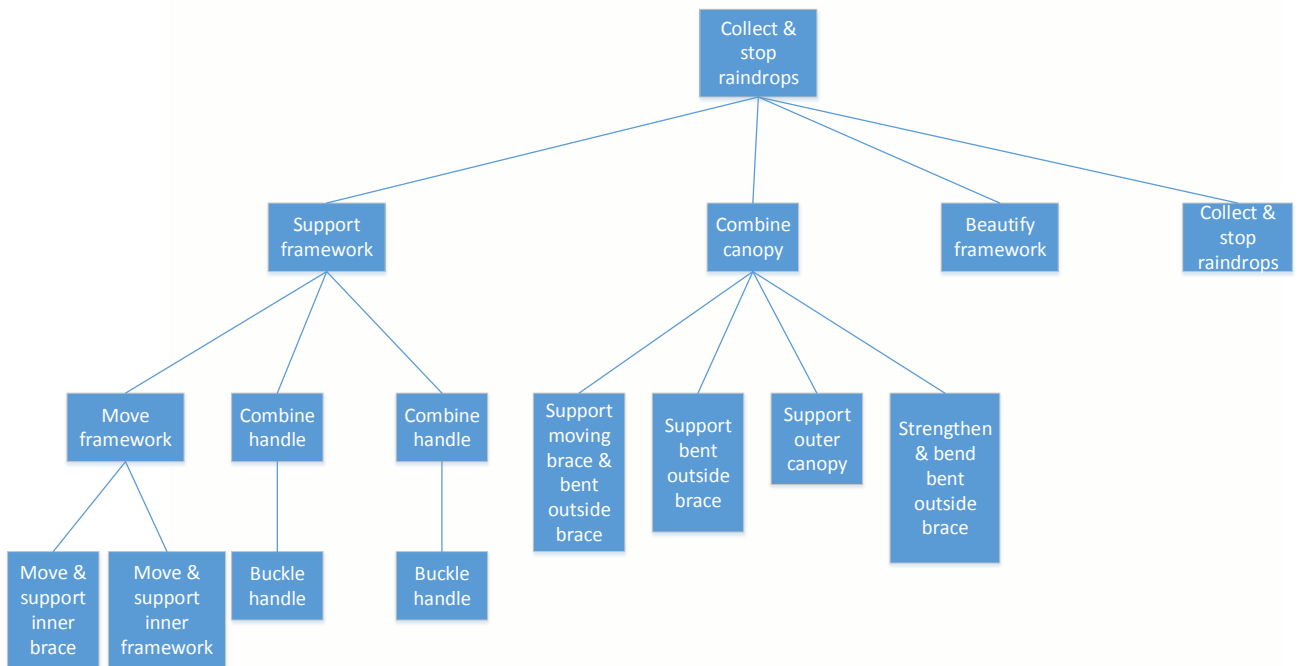 Collect &
stop
raindrops
Support
framework
Combine
canopy
Beautify
framework
Collect &
stop
raindrops
Move
framework
Combine
handle
Combine
handle
Support
moving
brace &
bent
outside
brace
Support
bent
outside
brace
Support
outer
canopy
Strengthen
& bend
bent
outside
brace
Move &
support
inner
brace
Move &
support
inner
framework
Buckle
handle
Buckle
handle